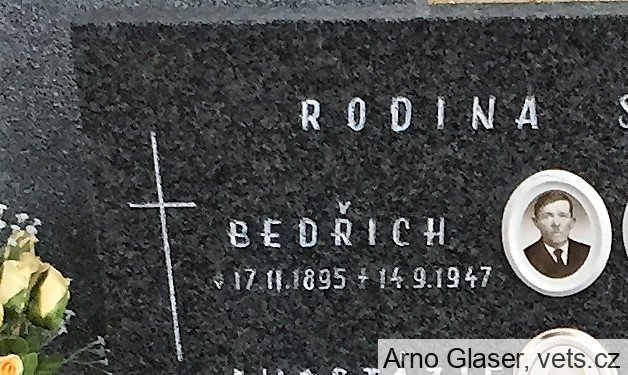 RODINA
BEDŘICH
* 17.11.1895 † 14.9.1947
Arno Glaser, vets.cz